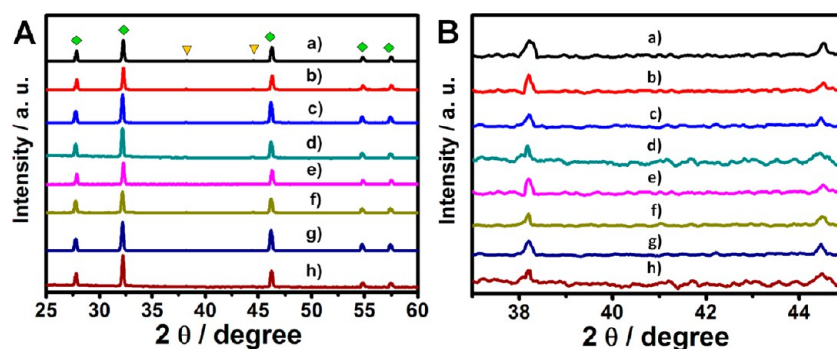 A
B
a)
b)
c)
d)
e)
f)
g)
h)
Intensity / a. u.
25 30 35 40 45 50 55 60
2 θ / degree
a)
b)
c)
d)
e)
f)
g)
h)
Intensity / a. u.
38 40 42 44
2 θ / degree